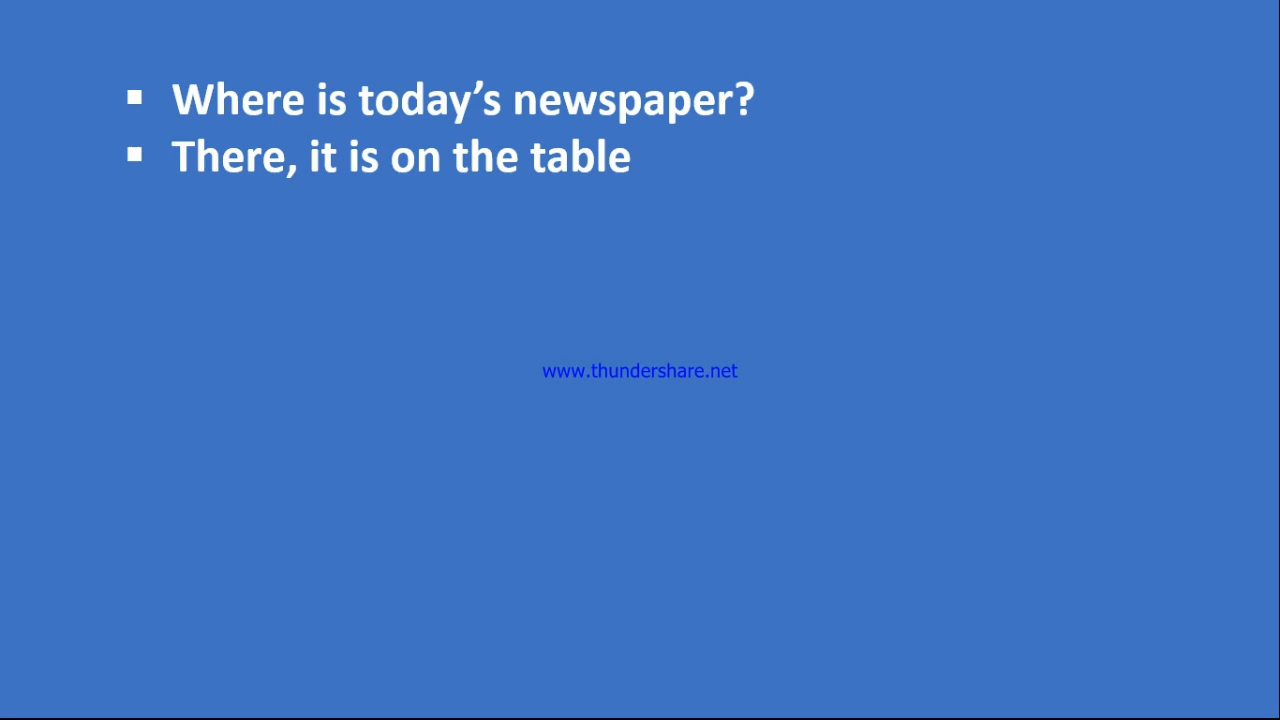 ▪ Where is today’s newspaper?
▪ There, it is on the table
www.thundershare.net